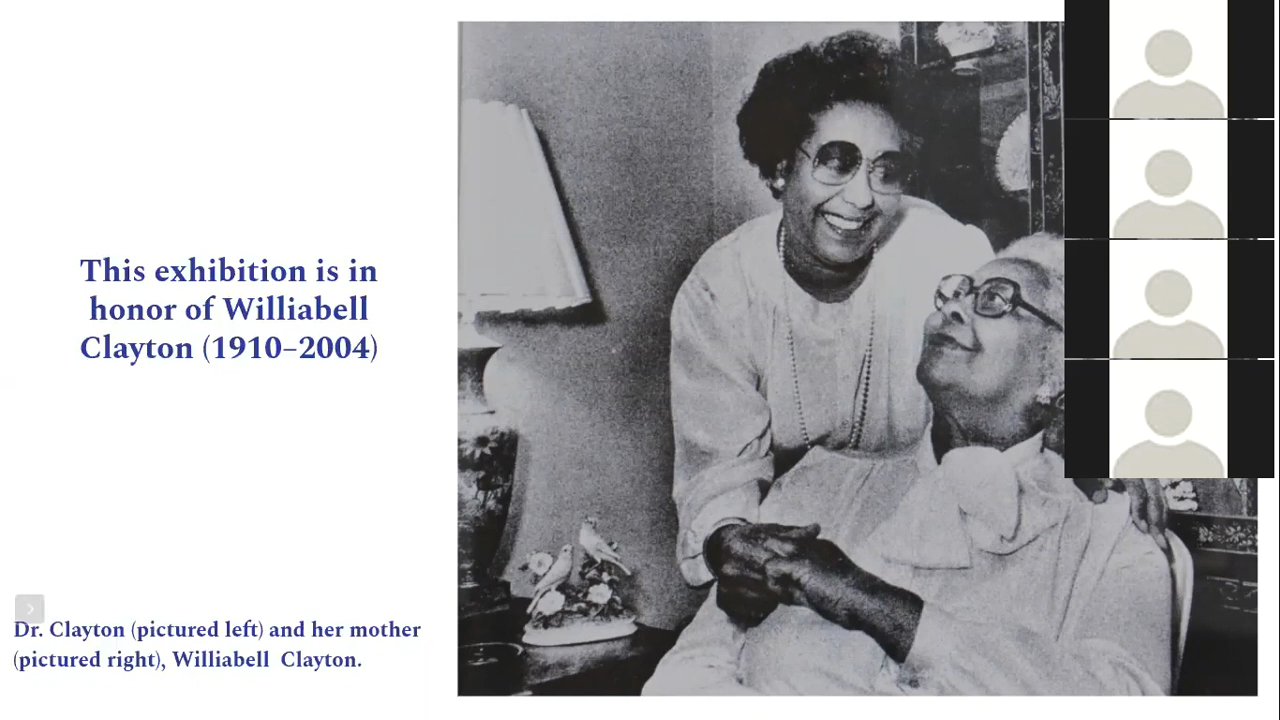 This exhibition is in
honor of Williabell
Clayton (1910–2004)
Dr. Clayton (pictured left) and her mother
(pictured right), Williabell  Clayton.